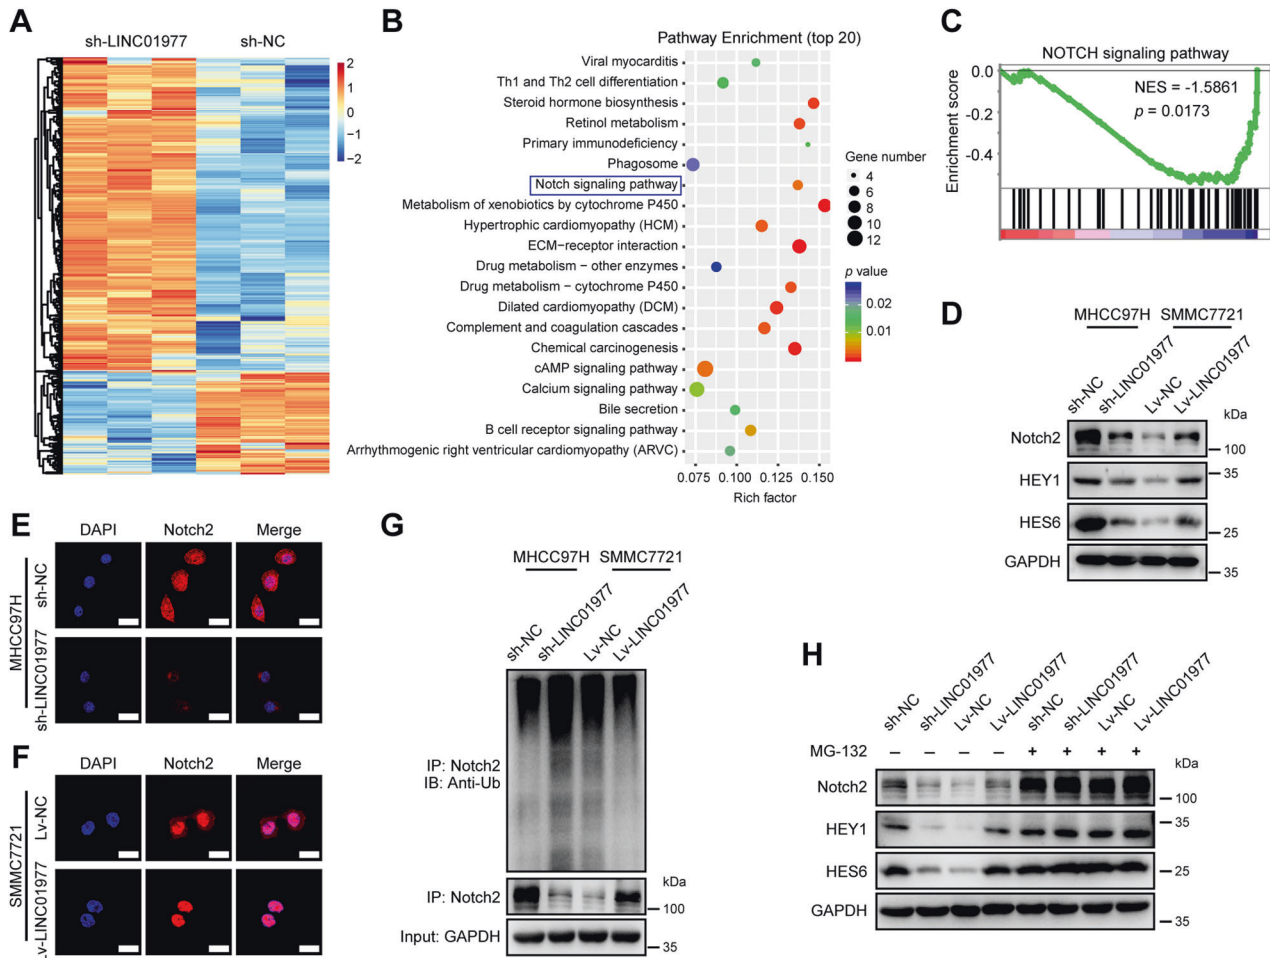 A
sh-LINC01977 sh-NC
2
1
0
−1
−2
B
Pathway Enrichment (top 20)
Viral myocarditis
Th1 and Th2 cell differentiation
Steroid hormone biosynthesis
Retinol metabolism
Primary immunodeficiency
Phagosome
Notch signaling pathway
Metabolism of xenobiotics by cytochrome P450
Hypertrophic cardiomyopathy (HCM)
ECM−receptor interaction
Drug metabolism − other enzymes
Drug metabolism − cytochrome P450
Dilated cardiomyopathy (DCM)
Complement and coagulation cascades
Chemical carcinogenesis
cAMP signaling pathway
Calcium signaling pathway
Bile secretion
B cell receptor signaling pathway
Arrhythmogenic right ventricular cardiomyopathy (ARVC)
0.075 0.100 0.125 0.150
Rich factor
Gene number
4
6
8
10
12
p value
0.02
0.01
C
NOTCH signaling pathway
Enrichment score
0.0
-0.2
-0.4
NES = -1.5861
p = 0.0173
D
MHCC97H SMMC7721
sh-NC sh-LINC01977 Lv-NC Lv-LINC01977
kDa
Notch2
100
HEY1
35
HES6
25
GAPDH
35
E
DAPI Notch2 Merge
MHCC97H
sh-NC
sh-LINC01977
F
DAPI Notch2 Merge
SMMC7721
Lv-NC
Lv-LINC01977
G
MHCC97H SMMC7721
sh-NC sh-LINC01977 Lv-NC Lv-LINC01977
IP: Notch2
IB: Anti-Ub
kDa
IP: Notch2
100
Input: GAPDH
35
H
sh-NC sh-LINC01977 Lv-NC Lv-LINC01977 sh-NC sh-LINC01977 Lv-NC Lv-LINC01977
MG-132 − − − − + + + +
kDa
Notch2
100
HEY1
35
HES6
25
GAPDH
35